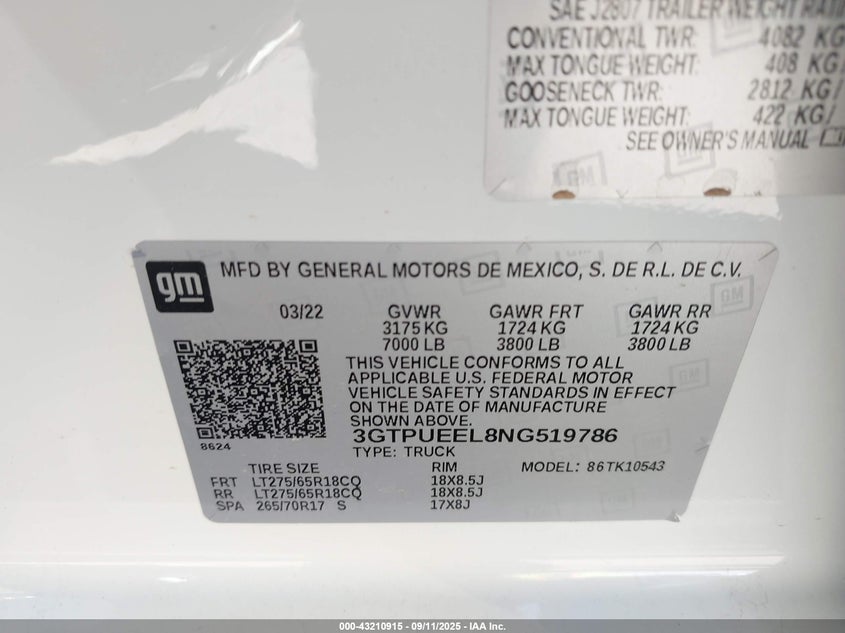 SAE J2807 TRAILER WEIGHT
CONVENTIONAL TWR: 4082 KG
MAX TONGUE WEIGHT: 408 KG/
GOOSENECK TWR: 2812 KG/
MAX TONGUE WEIGHT: 422 KG/
SEE OWNER'S MANUAL
gm
MFD BY GENERAL MOTORS DE MEXICO, S. DE R.L. DE C.V.
03/22 GVWR GAWR FRT GAWR RR
3175 KG 1724 KG 1724 KG
7000 LB 3800 LB 3800 LB
THIS VEHICLE CONFORMS TO ALL
APPLICABLE U.S. FEDERAL MOTOR
VEHICLE SAFETY STANDARDS IN EFFECT
ON THE DATE OF MANUFACTURE
SHOWN ABOVE.
8624
3GTPUEEL8NG519786
TYPE: TRUCK
TIRE SIZE RIM MODEL: 86TK10543
FRT LT275/65R18CQ 18X8.5J
RR LT275/65R18CQ 18X8.5J
SPA 265/70R17 S 17X8J
000-43210915 - 09/11/2025 - IAA Inc.